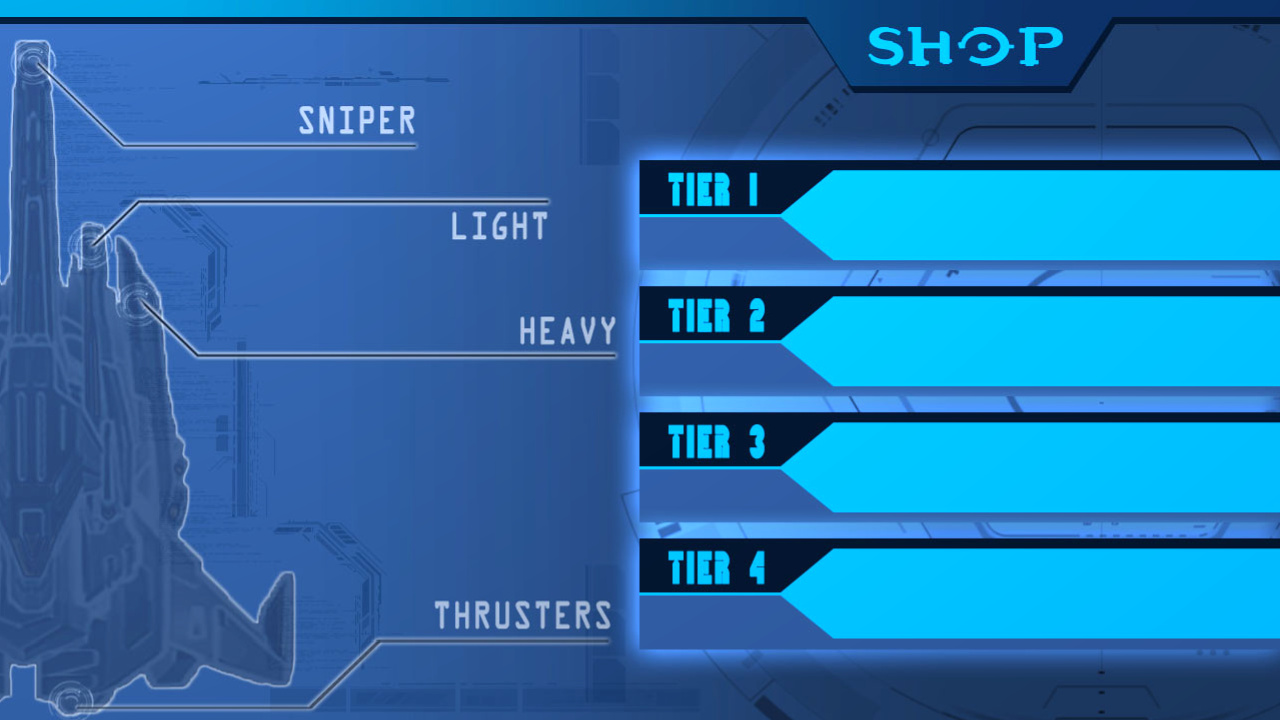 SHOP
SNIPER
LIGHT
HEAVY
THRUSTERS
TIER 1
TIER 2
TIER 3
TIER 4